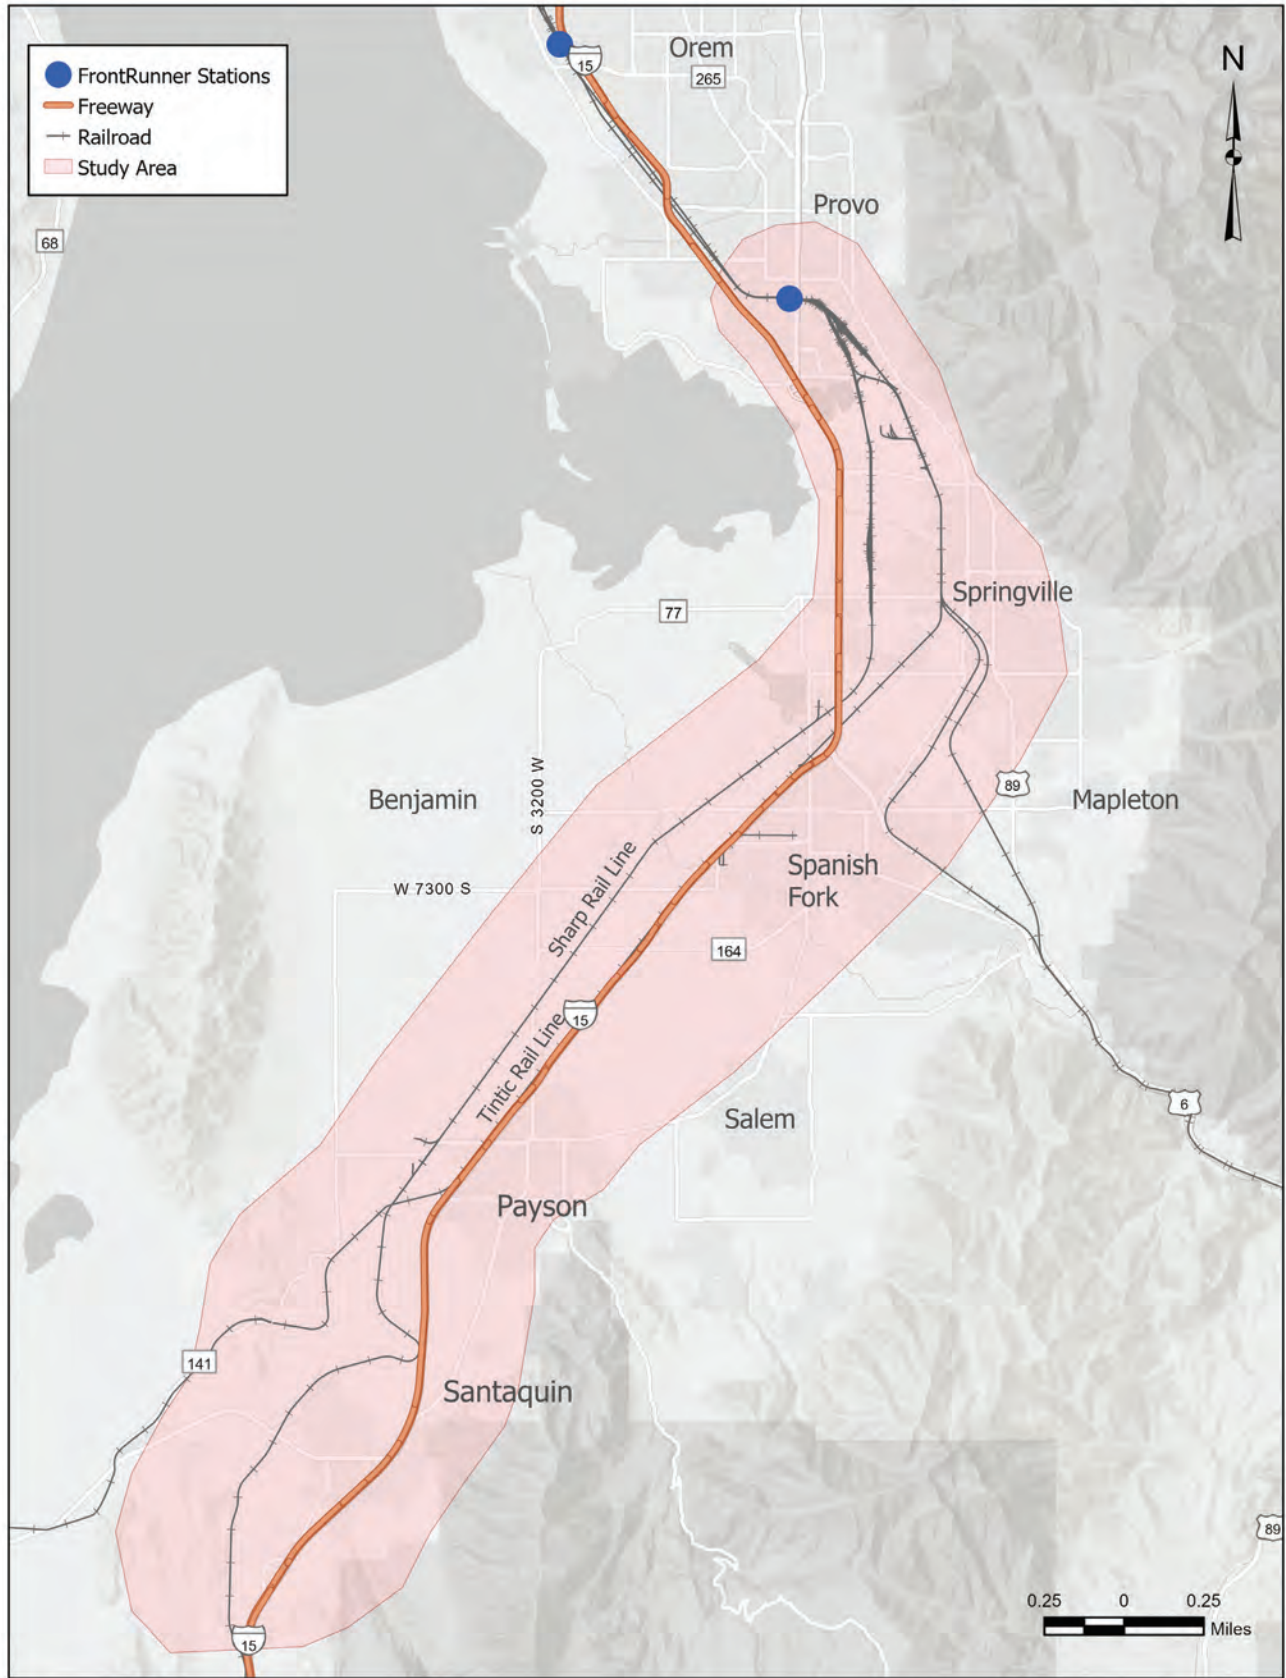 FrontRunner Stations
Freeway
Railroad
Study Area
15
Orem
265
N
68
Provo
Springville
77
Benjamin
S 3200 W
89
Mapleton
Spanish
Fork
W 7300 S
Sharp Rail Line
164
15
Tintic Rail Line
6
Salem
Payson
141
Santaquin
89
0.25 0 0.25
Miles
15